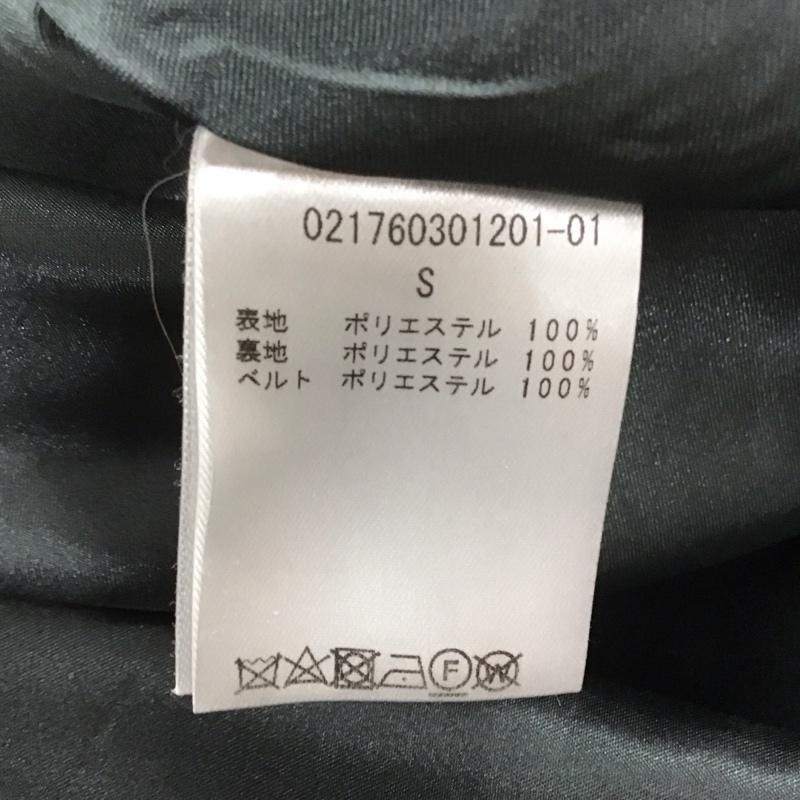 021760301201-01
S
表地 ポリエステル 100%
裏地 ポリエステル 100%
ベルト ポリエステル 100%
F
W